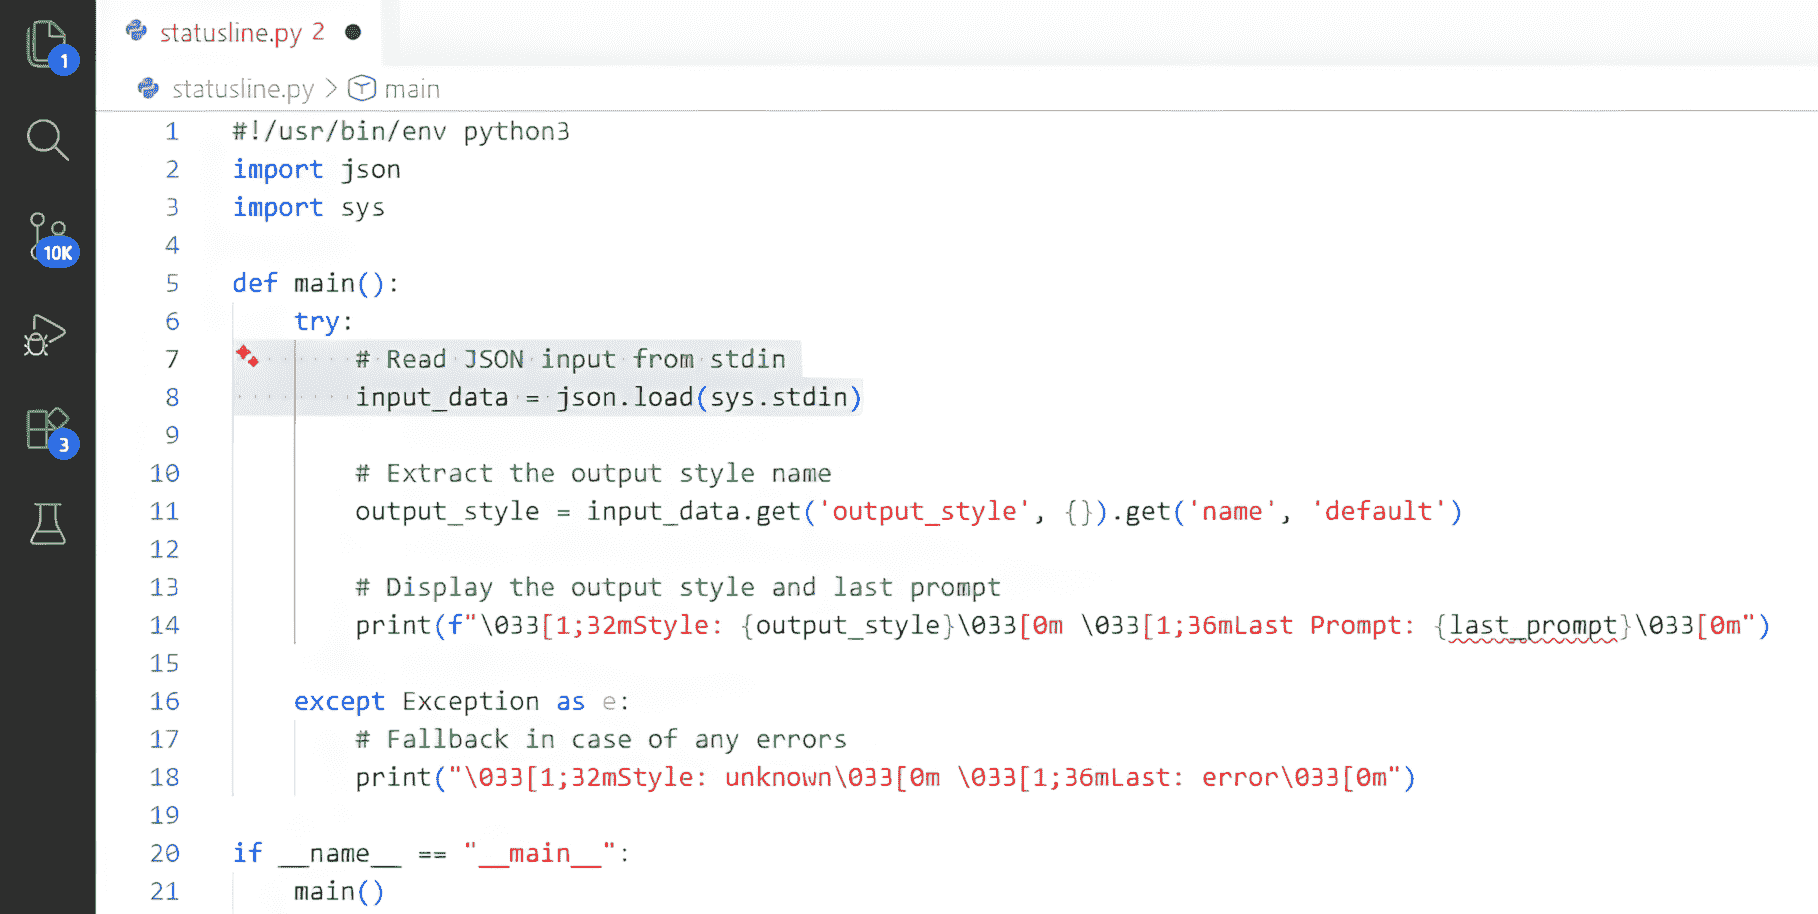 statusline.py 2
statusline.py > main
1 #!/usr/bin/env python3
2 import json
3 import sys
4
5 def main():
6     try:
7         # Read JSON input from stdin
8         input_data = json.load(sys.stdin)
9
10         # Extract the output style name
11         output_style = input_data.get('output_style', {}).get('name', 'default')
12
13         # Display the output style and last prompt
14         print(f"\033[1;32mStyle: {output_style}\033[0m \033[1;36mLast Prompt: {last_prompt}\033[0m")
15
16     except Exception as e:
17         # Fallback in case of any errors
18         print("\033[1;32mStyle: unknown\033[0m \033[1;36mLast: error\033[0m")
19
20 if __name__ == "__main__":
21     main()
1
10K
3